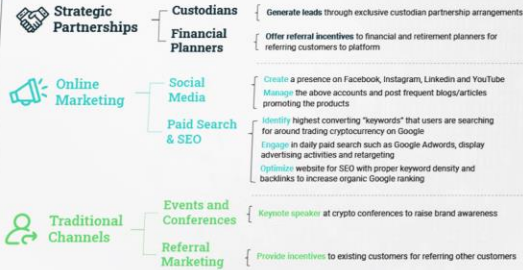 Strategic
Partnerships
Custodians
Generate leads through exclusive custodian partnership arrangements
Financial
Planners
Offer referral incentives to financial and retirement planners for
referring customers to platform
Online
Marketing
Social
Media
Create a presence on Facebook, Instagram, Linkedin and YouTube
Manage the above accounts and post frequent blogs/articles
promoting the products
Paid Search
& SEO
Identify highest converting "keywords" that users are searching
for around trading cryptocurrency on Google
Engage in daily paid search such as Google Adwords, display
advertising activities and retargeting
Optimize website for SEO with proper keyword density and
backlinks to increase organic Google ranking
Traditional
Channels
Events and
Conferences
Keynote speaker at crypto conferences to raise brand awareness
Referral
Marketing
Provide incentives to existing customers for referring other customers